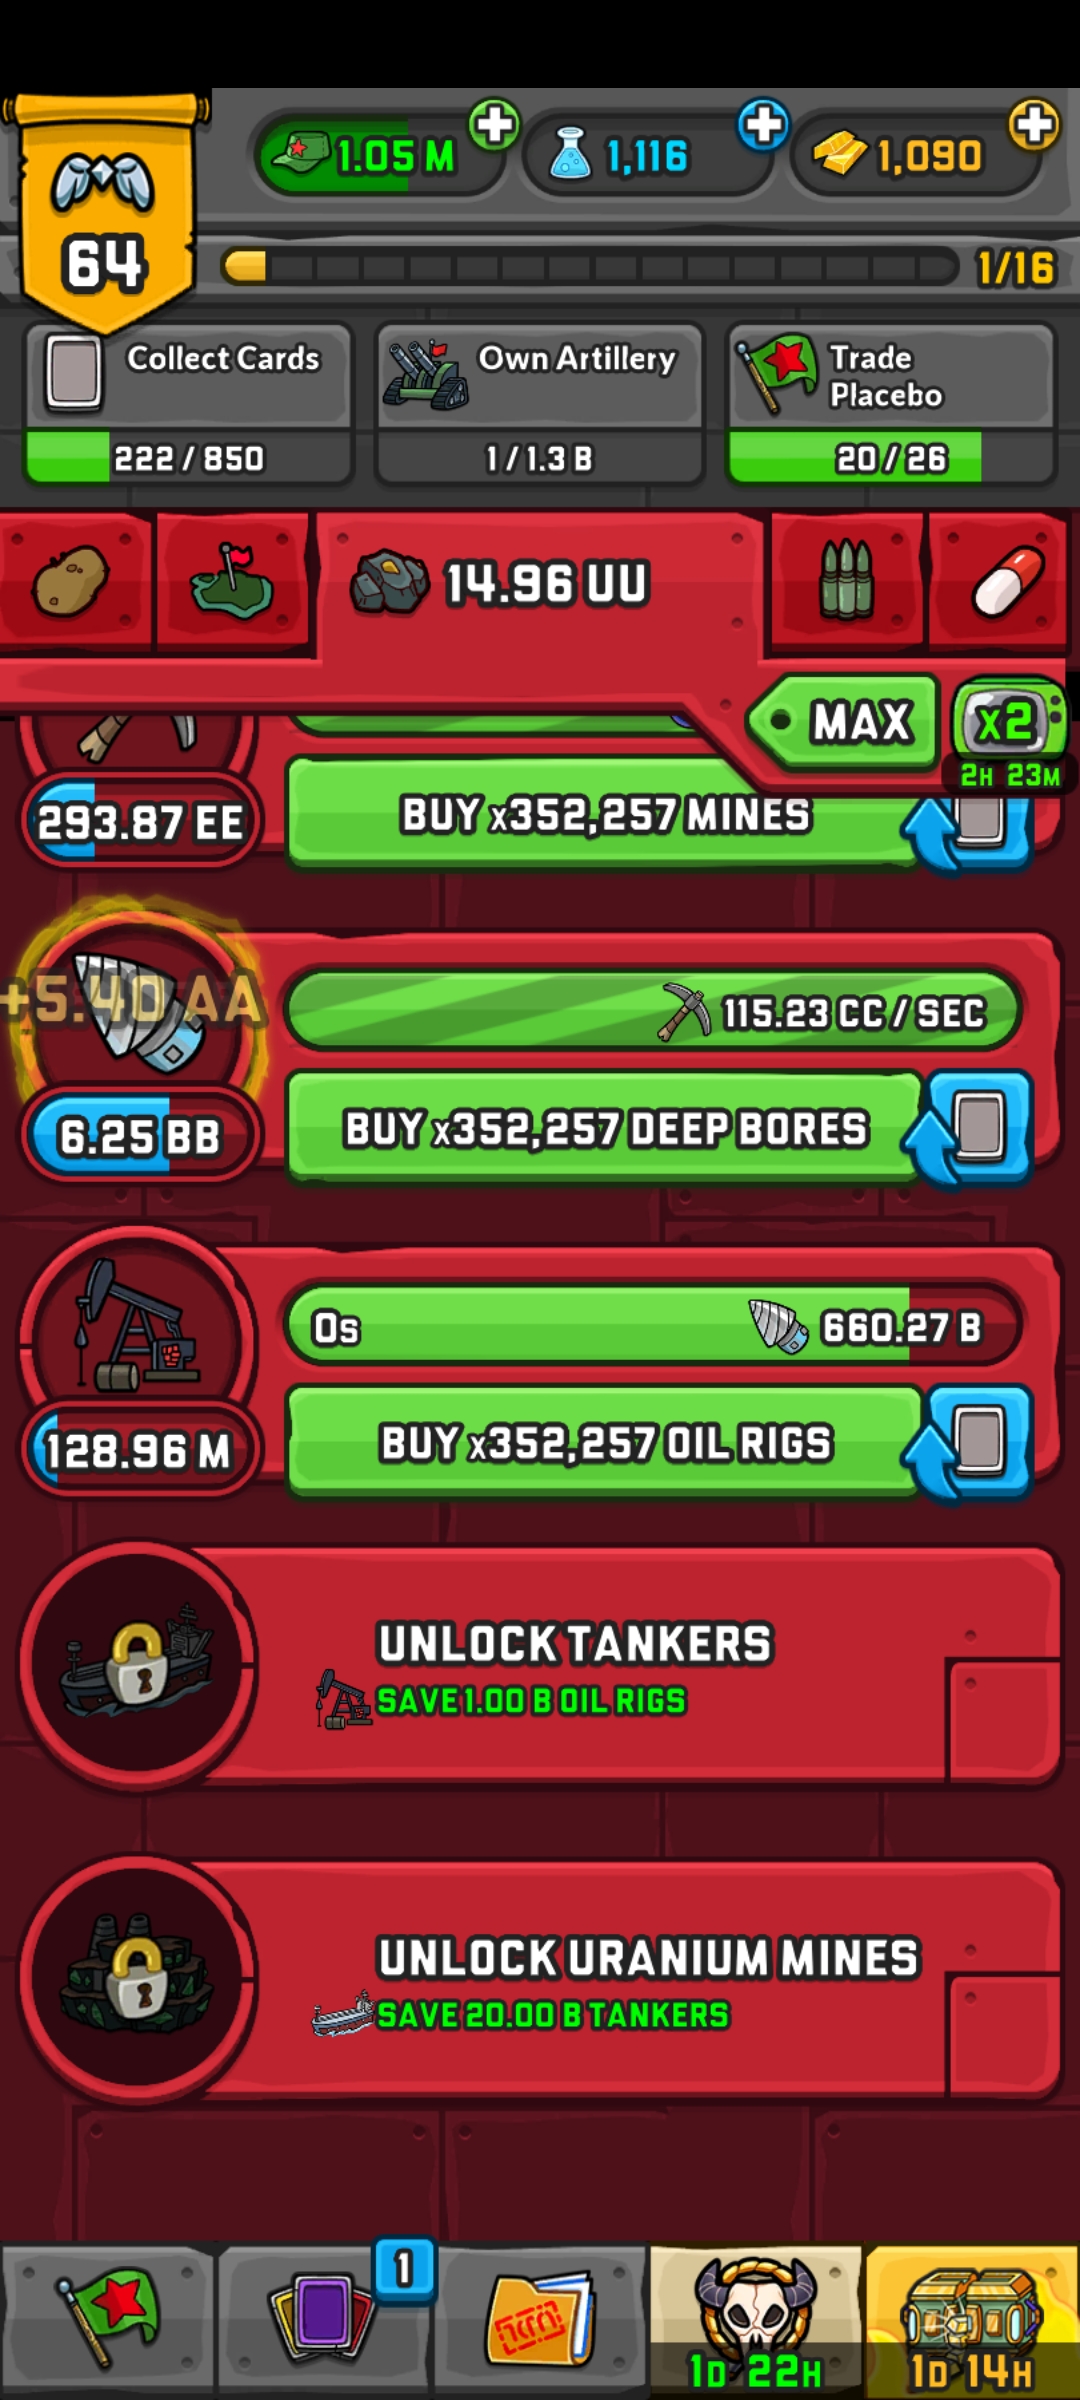 1.05 M
1,116
1,090
64
1/16
Collect Cards
222 / 850
Own Artillery
1 / 1.3 B
Trade
Placebo
20 / 26
14.96 UU
MAX
x2
2H 23M
293.87 EE
BUY x352,257 MINES
+5.40 AA
115.23 CC / SEC
6.25 BB
BUY x352,257 DEEP BORES
0s
660.27 B
128.96 M
BUY x352,257 OIL RIGS
UNLOCK TANKERS
SAVE 1.00 B OIL RIGS
UNLOCK URANIUM MINES
SAVE 20.00 B TANKERS
1
1D 22H
1D 14H